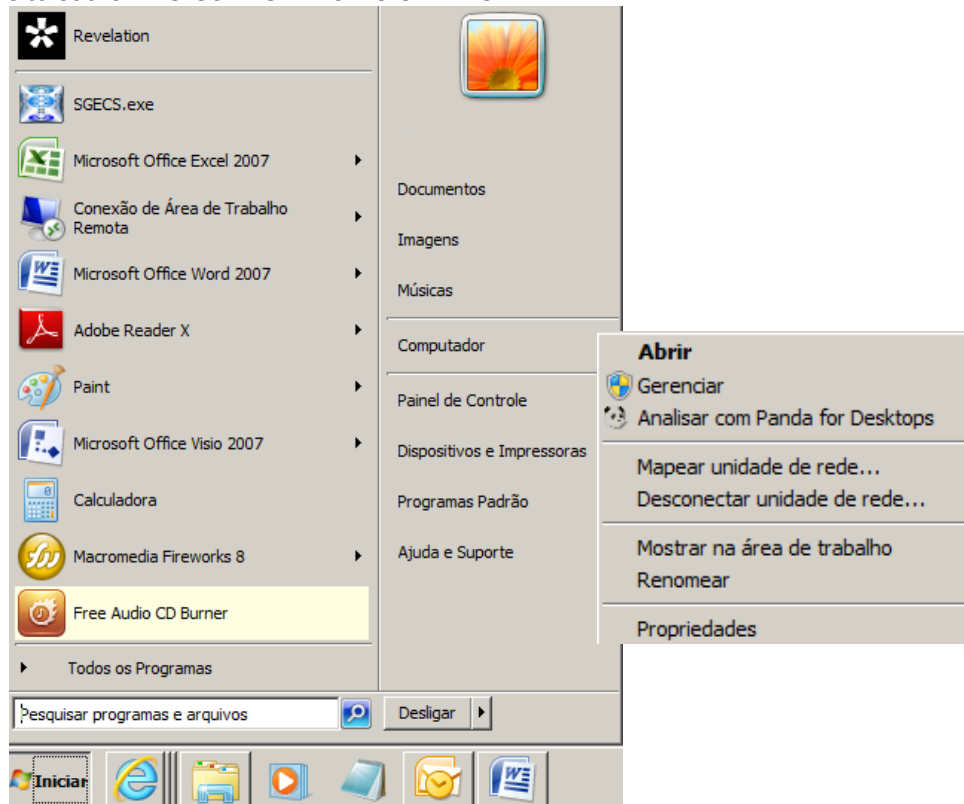 Revelation
SGECS.exe
Microsoft Office Excel 2007
Conexão de Área de Trabalho
Remota
Microsoft Office Word 2007
Adobe Reader X
Paint
Microsoft Office Visio 2007
Calculadora
Macromedia Fireworks 8
Free Audio CD Burner
Todos os Programas
Pesquisar programas e arquivos
Documentos
Imagens
Músicas
Computador
Painel de Controle
Dispositivos e Impressoras
Programas Padrão
Ajuda e Suporte
Desligar
Abrir
Gerenciar
Analisar com Panda for Desktops
Mapear unidade de rede...
Desconectar unidade de rede...
Mostrar na área de trabalho
Renomear
Propriedades
Iniciar